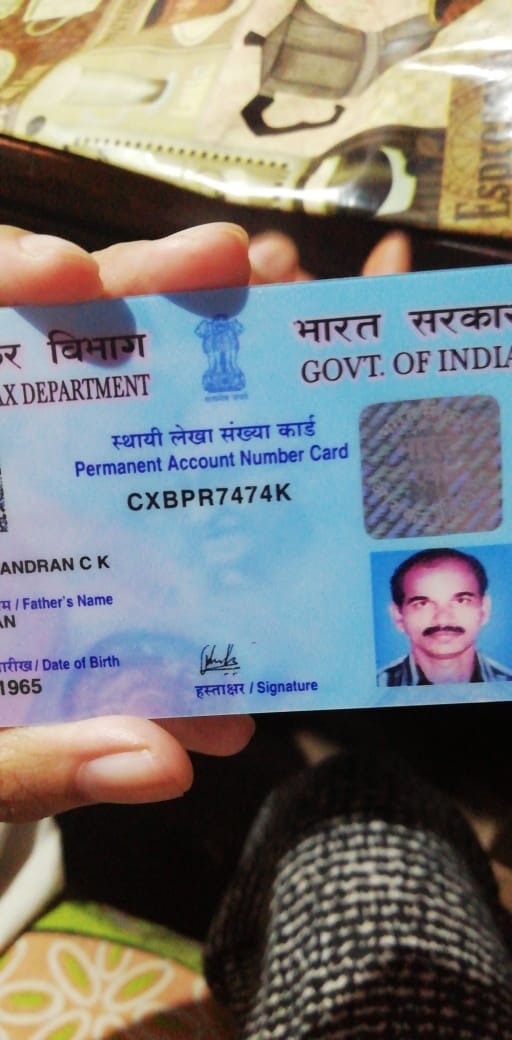 कर विभाग
AX DEPARTMENT
भारत सरकार
GOVT. OF INDIA
स्थायी लेखा संख्या कार्ड
Permanent Account Number Card
CXBPR7474K
ANDRAN C K
/ Father's Name
AN
तारीख / Date of Birth
1965
हस्ताक्षर / Signature